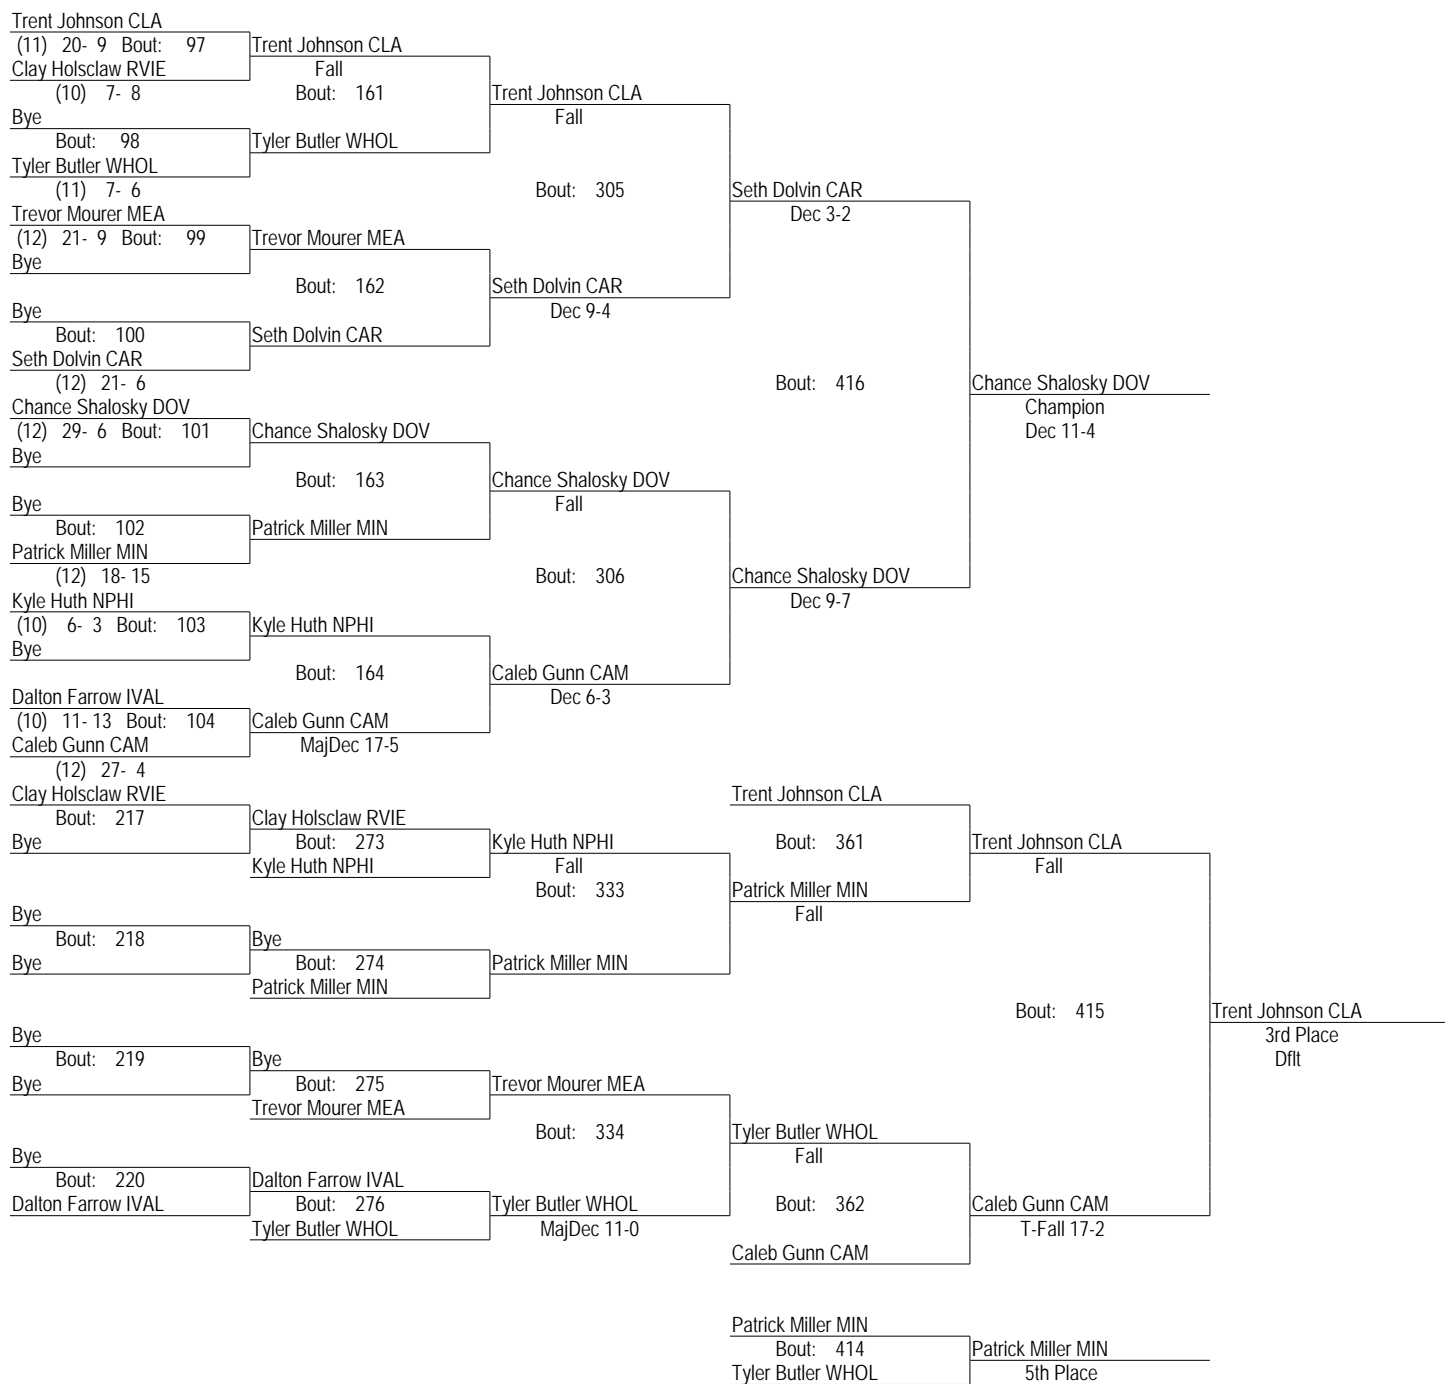 Trent Johnson CLA
(11) 20- 9 Bout: 97 Trent Johnson CLA
Clay Holsclaw RVIE Fall
(10) 7- 8 Bout: 161 Trent Johnson CLA
Bye Fall
Bout: 98 Tyler Butler WHOL
Tyler Butler WHOL
(11) 7- 6 Bout: 305 Seth Dolvin CAR
Trevor Mourer MEA Dec 3-2
(12) 21- 9 Bout: 99 Trevor Mourer MEA
Bye
Bout: 162 Seth Dolvin CAR
Bye Dec 9-4
Bout: 100 Seth Dolvin CAR
Seth Dolvin CAR
(12) 21- 6 Bout: 416 Chance Shalosky DOV
Chance Shalosky DOV Champion
(12) 29- 6 Bout: 101 Chance Shalosky DOV Dec 11-4
Bye
Bout: 163 Chance Shalosky DOV
Bye Fall
Bout: 102 Patrick Miller MIN
Patrick Miller MIN
(12) 18- 15 Bout: 306 Chance Shalosky DOV
Kyle Huth NPHI Dec 9-7
(10) 6- 3 Bout: 103 Kyle Huth NPHI
Bye
Bout: 164 Caleb Gunn CAM
Dalton Farrow IVAL Dec 6-3
(10) 11- 13 Bout: 104 Caleb Gunn CAM
Caleb Gunn CAM MajDec 17-5
(12) 27- 4
Clay Holsclaw RVIE Trent Johnson CLA
Bout: 217 Clay Holsclaw RVIE
Bye Bout: 273 Kyle Huth NPHI Bout: 361 Trent Johnson CLA
Kyle Huth NPHI Fall Fall
Bout: 333 Patrick Miller MIN
Bye Fall
Bout: 218 Bye
Bye Bout: 274 Patrick Miller MIN
Patrick Miller MIN
Bout: 415 Trent Johnson CLA
Bye 3rd Place
Bout: 219 Bye Dflt
Bye Bout: 275 Trevor Mourer MEA
Trevor Mourer MEA
Bout: 334 Tyler Butler WHOL
Bye Fall
Bout: 220 Dalton Farrow IVAL
Dalton Farrow IVAL Bout: 276 Tyler Butler WHOL Bout: 362 Caleb Gunn CAM
Tyler Butler WHOL MajDec 11-0 T-Fall 17-2
Caleb Gunn CAM
Patrick Miller MIN
Bout: 414 Patrick Miller MIN
Tyler Butler WHOL 5th Place